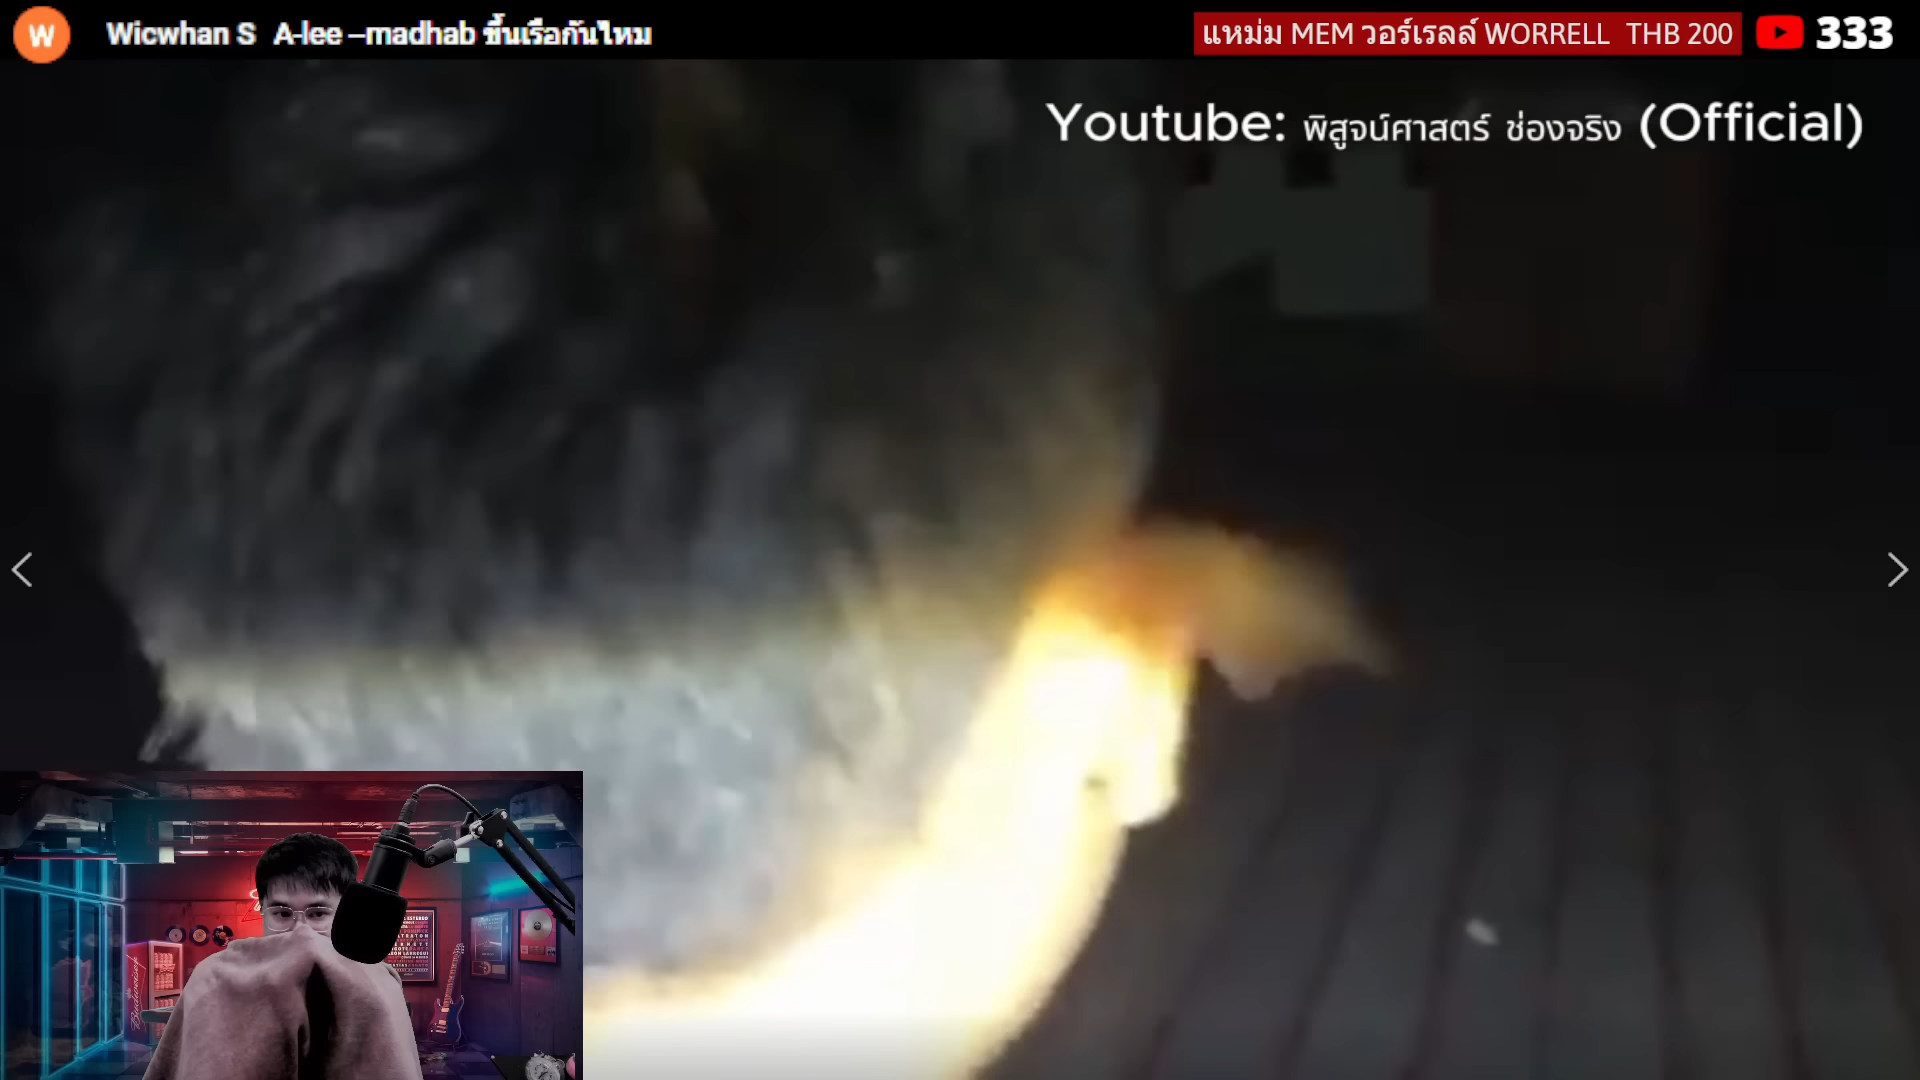 W Wicwhan S A-lee –madhab ขึ้นเรือกันไหม
แหม่ม MEM วอร์เรลล์ WORRELL THB 200 333
Youtube: พิสูจน์ศาสตร์ ช่องจริง (Official)
Budweiser